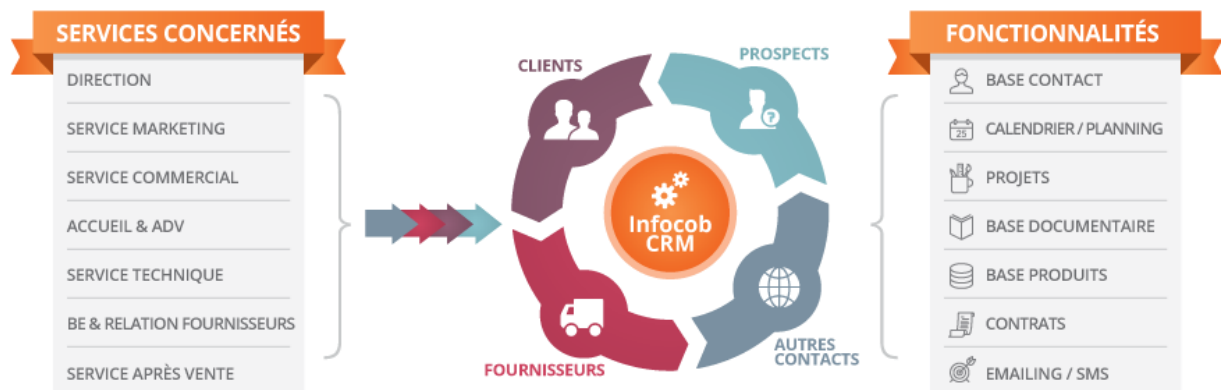 SERVICES CONCERNÉS
DIRECTION
SERVICE MARKETING
SERVICE COMMERCIAL
ACCUEIL & ADV
SERVICE TECHNIQUE
BE & RELATION FOURNISSEURS
SERVICE APRÈS VENTE
CLIENTS
PROSPECTS
?
Infocob
CRM
FOURNISSEURS
AUTRES
CONTACTS
FONCTIONNALITÉS
BASE CONTACT
25
CALENDRIER / PLANNING
PROJETS
BASE DOCUMENTAIRE
BASE PRODUITS
CONTRATS
EMAILING / SMS